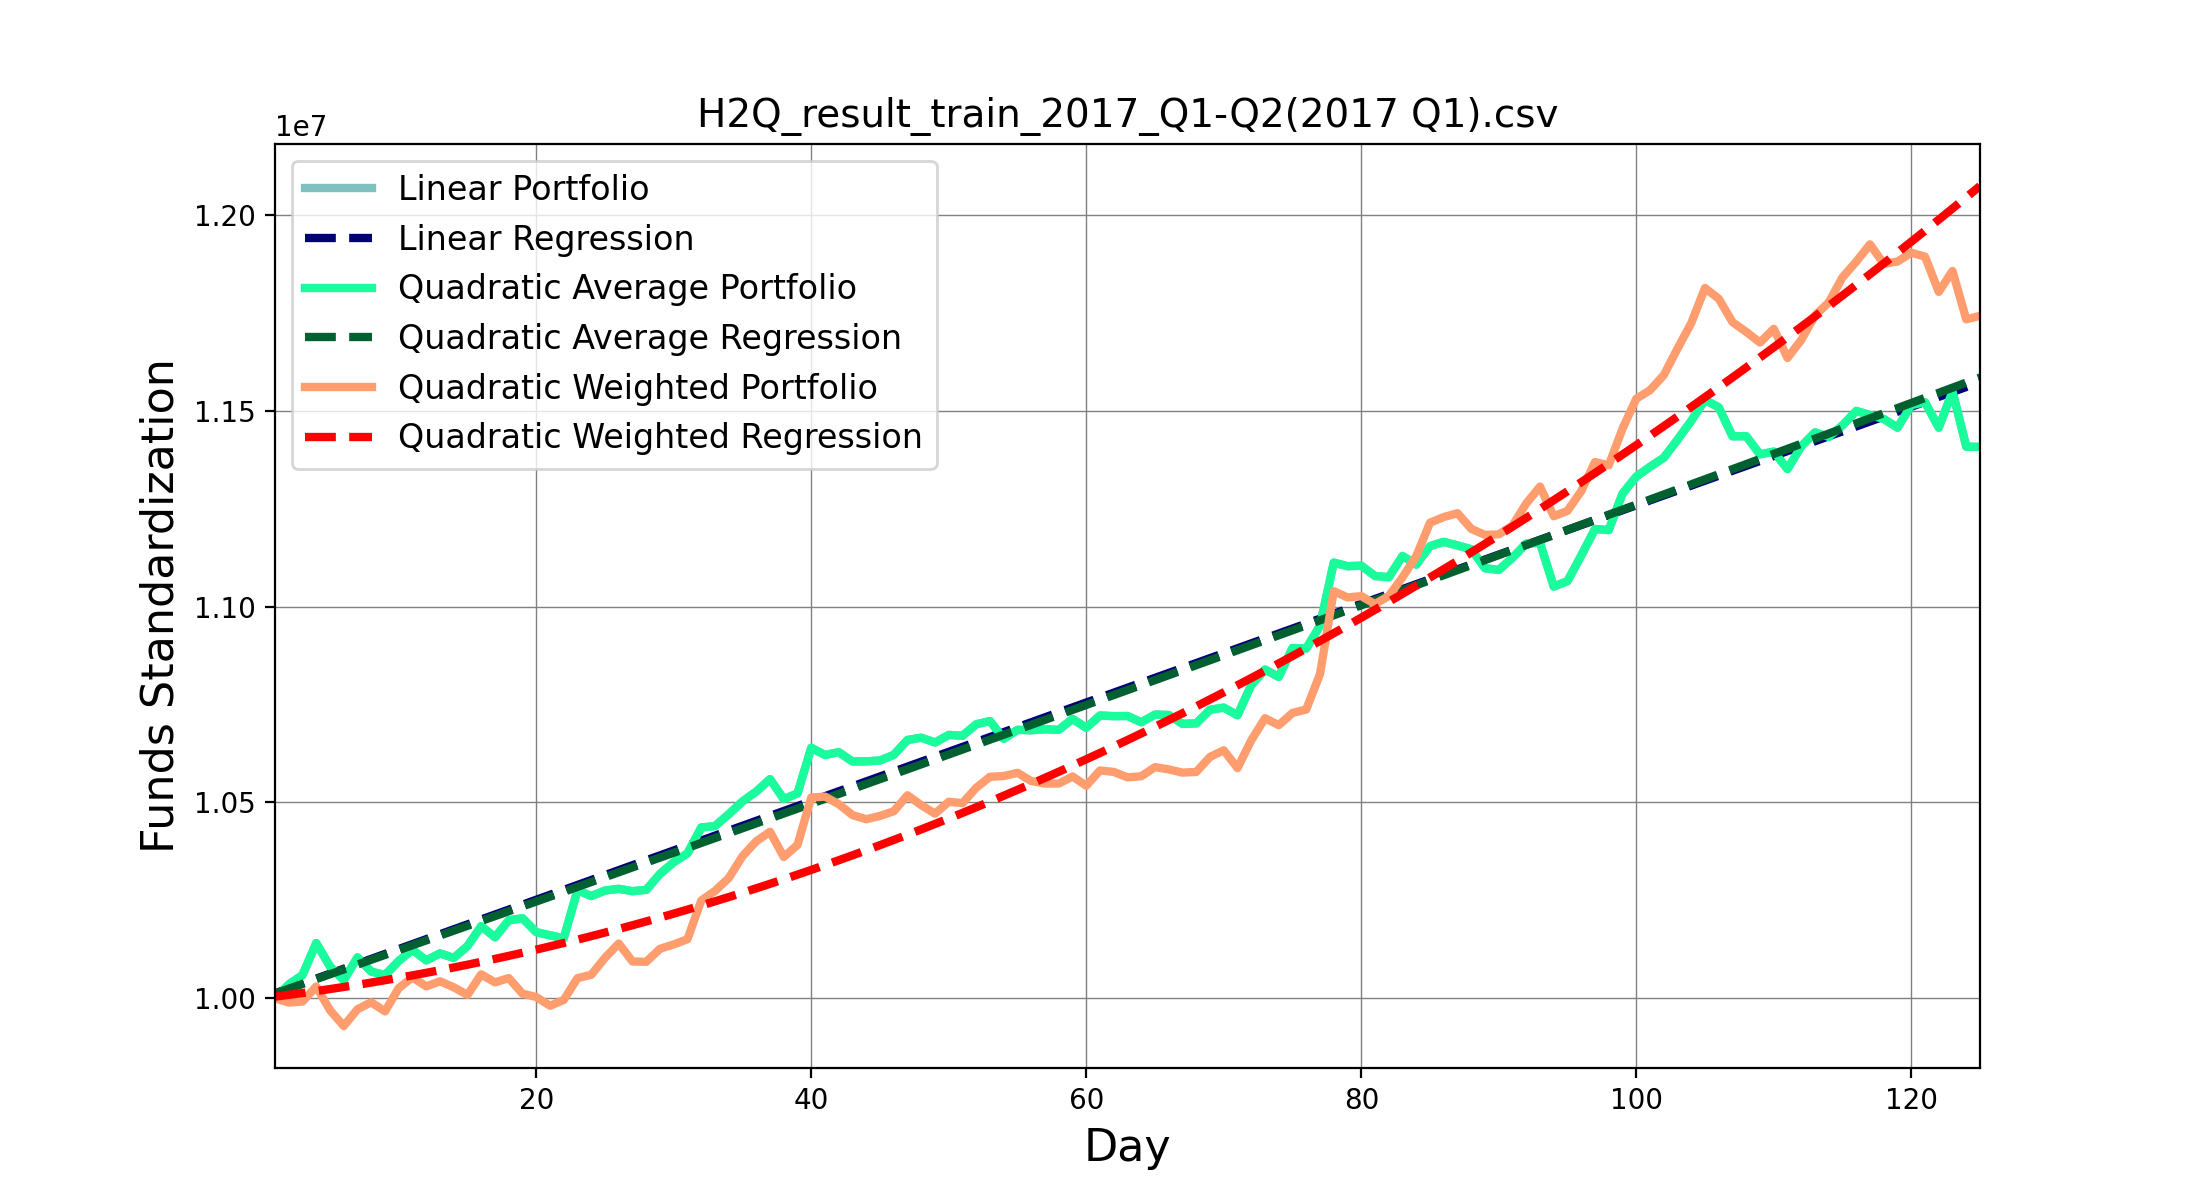 H2Q_result_train_2017_Q1-Q2(2017 Q1).csv
1e7
Linear Portfolio
Linear Regression
Quadratic Average Portfolio
Quadratic Average Regression
Quadratic Weighted Portfolio
Quadratic Weighted Regression
Funds Standardization
1.20
1.15
1.10
1.05
1.00
20 40 60 80 100 120
Day